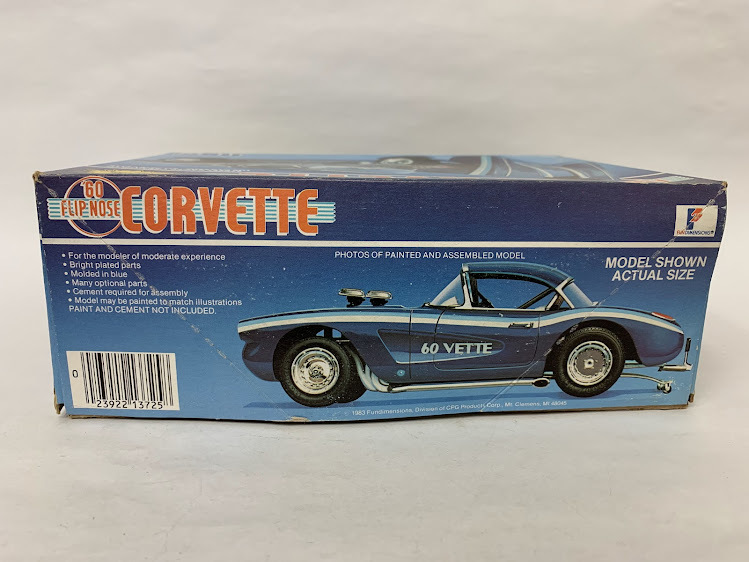 '60
FLIP NOSE
CORVETTE
FUNDIMENSIONS®
• For the modeler of moderate experience
• Bright plated parts
• Molded in blue
• Many optional parts
• Cement required for assembly
• Model may be painted to match illustrations
PAINT AND CEMENT NOT INCLUDED.
PHOTOS OF PAINTED AND ASSEMBLED MODEL
MODEL SHOWN
ACTUAL SIZE
60 VETTE
0
23922 13725
© 1983 Fundimensions, Division of CPG Products Corp., Mt. Clemens, MI 48045